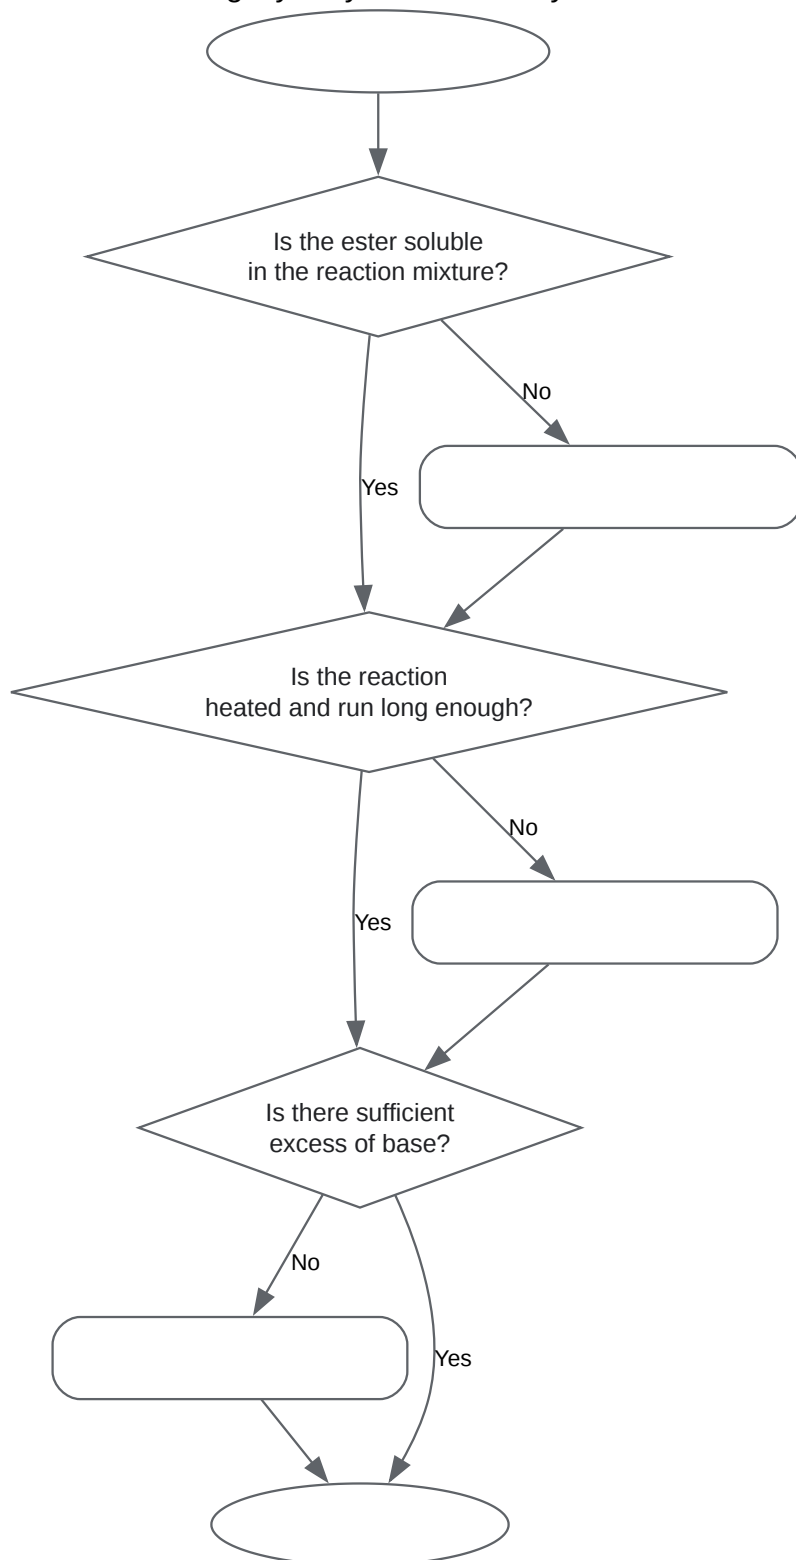 Is the ester soluble
in the reaction mixture?
No
Yes
Is the reaction
heated and run long enough?
No
Yes
Is there sufficient
excess of base?
No
Yes